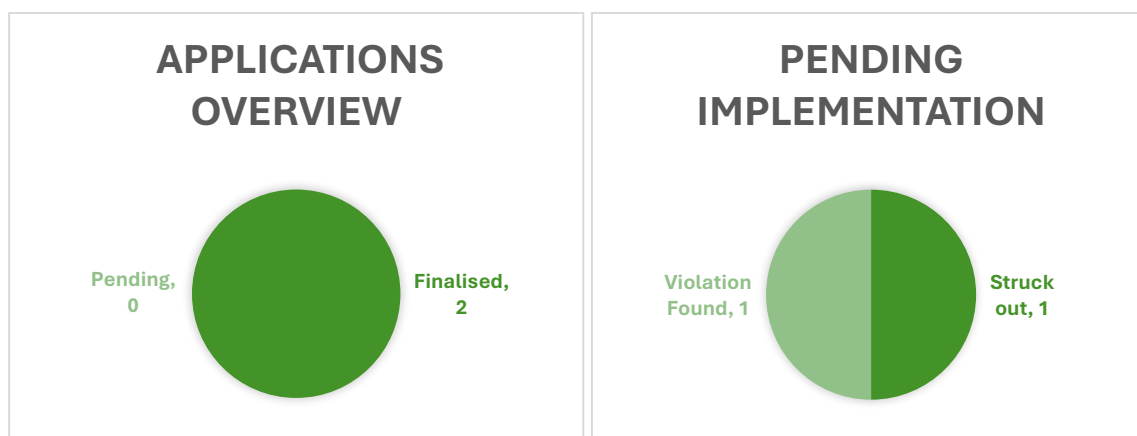 APPLICATIONS
OVERVIEW
Pending,
0
Finalised,
2
PENDING
IMPLEMENTATION
Violation
Found, 1
Struck
out, 1